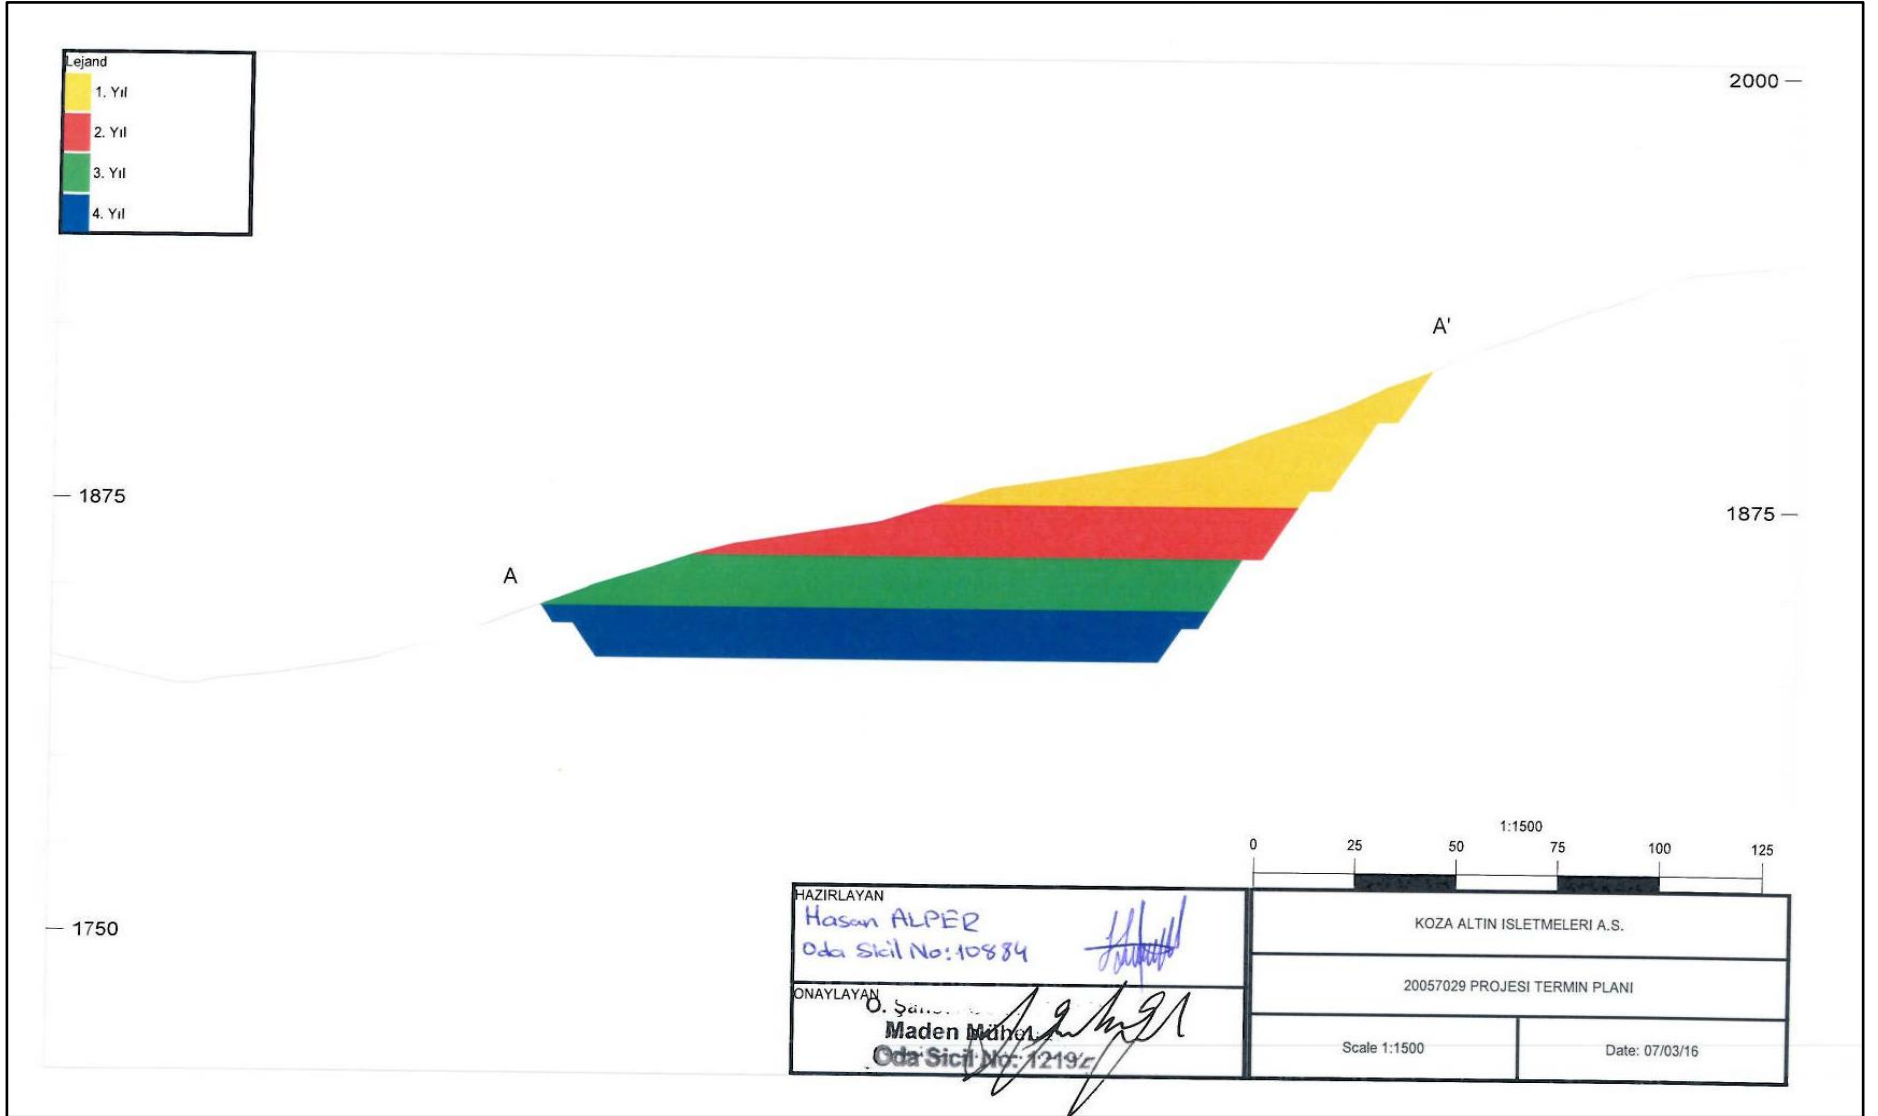 Lejand
1. Yıl
2. Yıl
3. Yıl
4. Yıl
2000
A'
1875
1875
A
1750
1:1500
0 25 50 75 100 125
HAZIRLAYAN
Hasan ALPER
Oda Sicil No: 10884
ONAYLAYAN
Maden
Oda Sicil No:
KOZA ALTIN ISLETMELERI A.S.
20057029 PROJESI TERMIN PLANI
Scale 1:1500
Date: 07/03/16